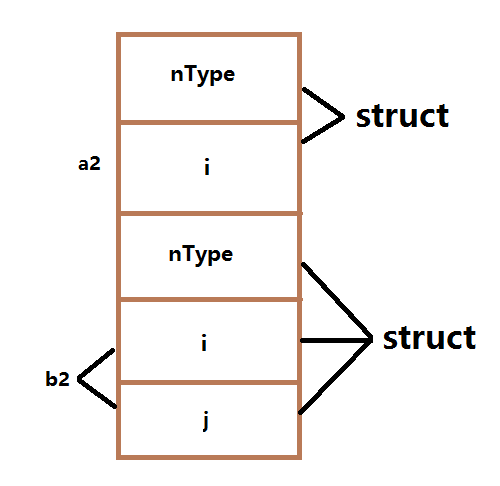 nType
struct
a2
i
nType
i
struct
b2
j